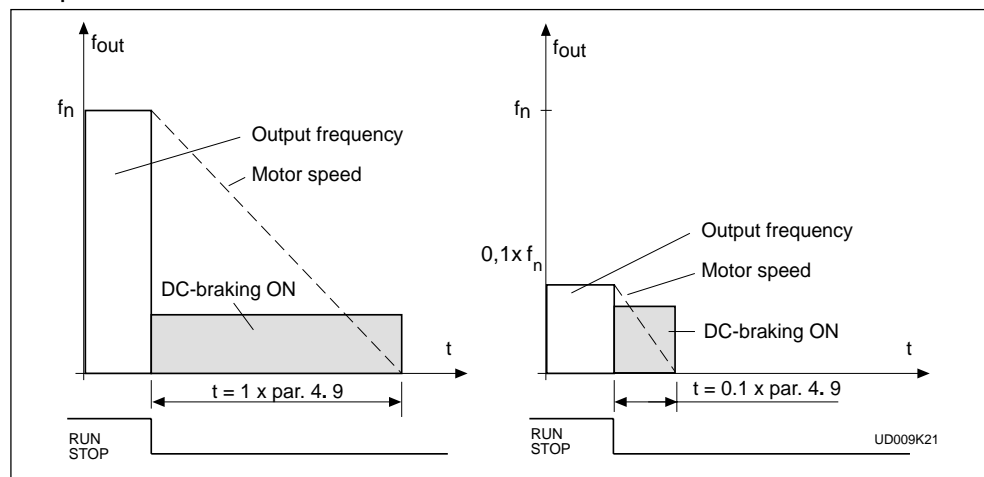 fout
fn
Output frequency
Motor speed
DC-braking ON
t
t = 1 x par. 4. 9
RUN
STOP
fout
fn
Output frequency
0,1x fn
Motor speed
DC-braking ON
t
t = 0.1 x par. 4. 9
RUN
STOP
UD009K21